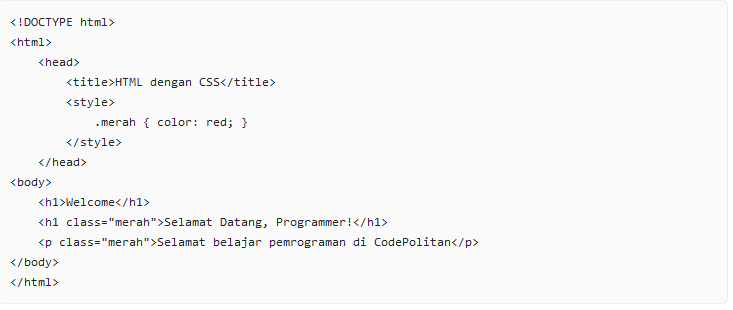 <!DOCTYPE html>
<html>
    <head>
        <title>HTML dengan CSS</title>
        <style>
            .merah { color: red; }
        </style>
    </head>
<body>
    <h1>Welcome</h1>
    <h1 class="merah">Selamat Datang, Programmer!</h1>
    <p class="merah">Selamat belajar pemrograman di CodePolitan</p>
</body>
</html>